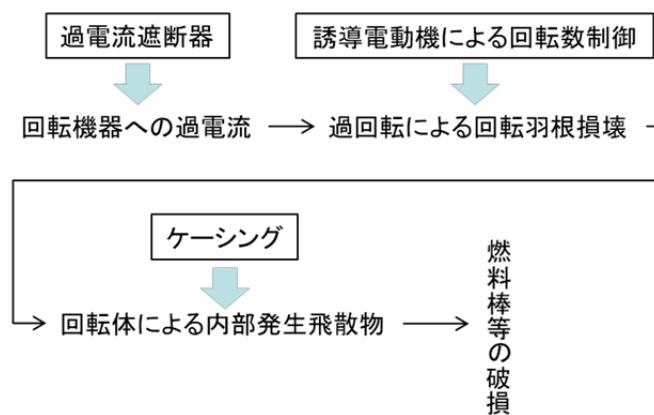 過電流遮断器
誘導電動機による回転数制御
回転機器への過電流
過回転による回転羽根損壊
ケーシング
回転体による内部発生飛散物
燃料棒等の破損